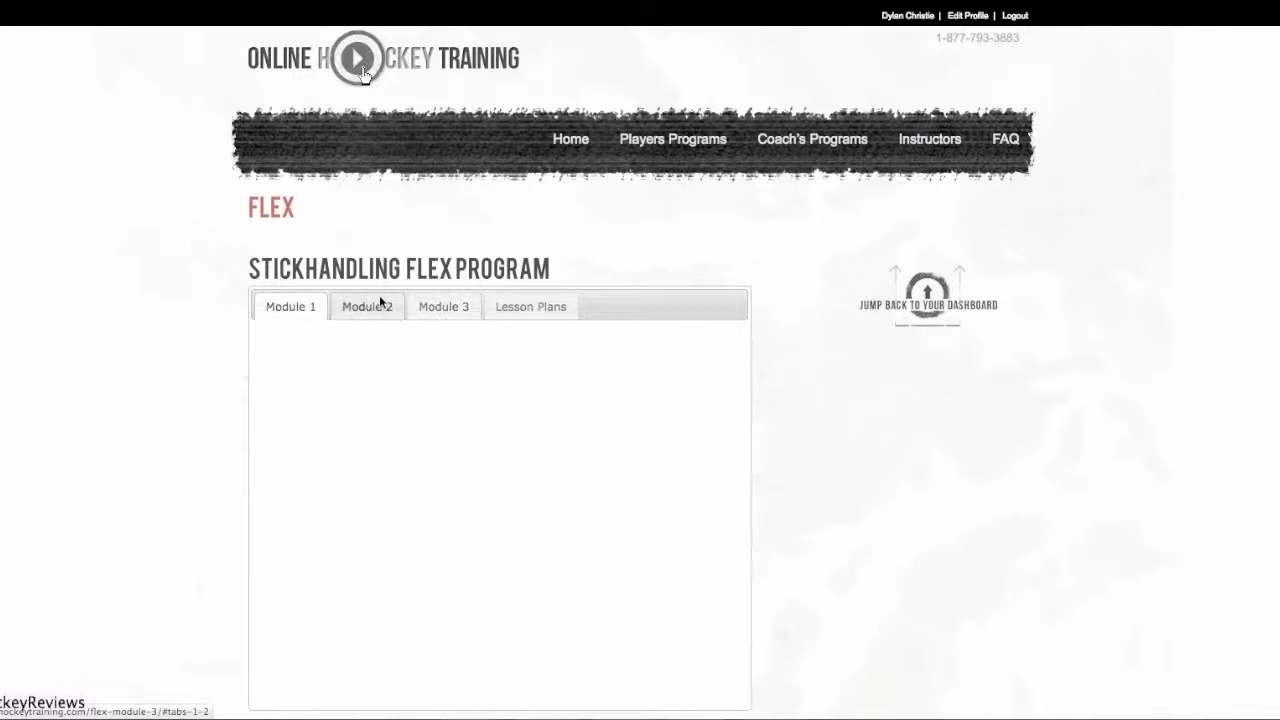 Dylan Christie | Edit Profile | Logout
1-877-793-3883
ONLINE HOCKEY TRAINING
Home Players Programs Coach's Programs Instructors FAQ
FLEX
STICKHANDLING FLEX PROGRAM
Module 1 Module 2 Module 3 Lesson Plans
JUMP BACK TO YOUR DASHBOARD
ckeyReviews
hockeytraining.com/flex-module-3/#tabs-1-2